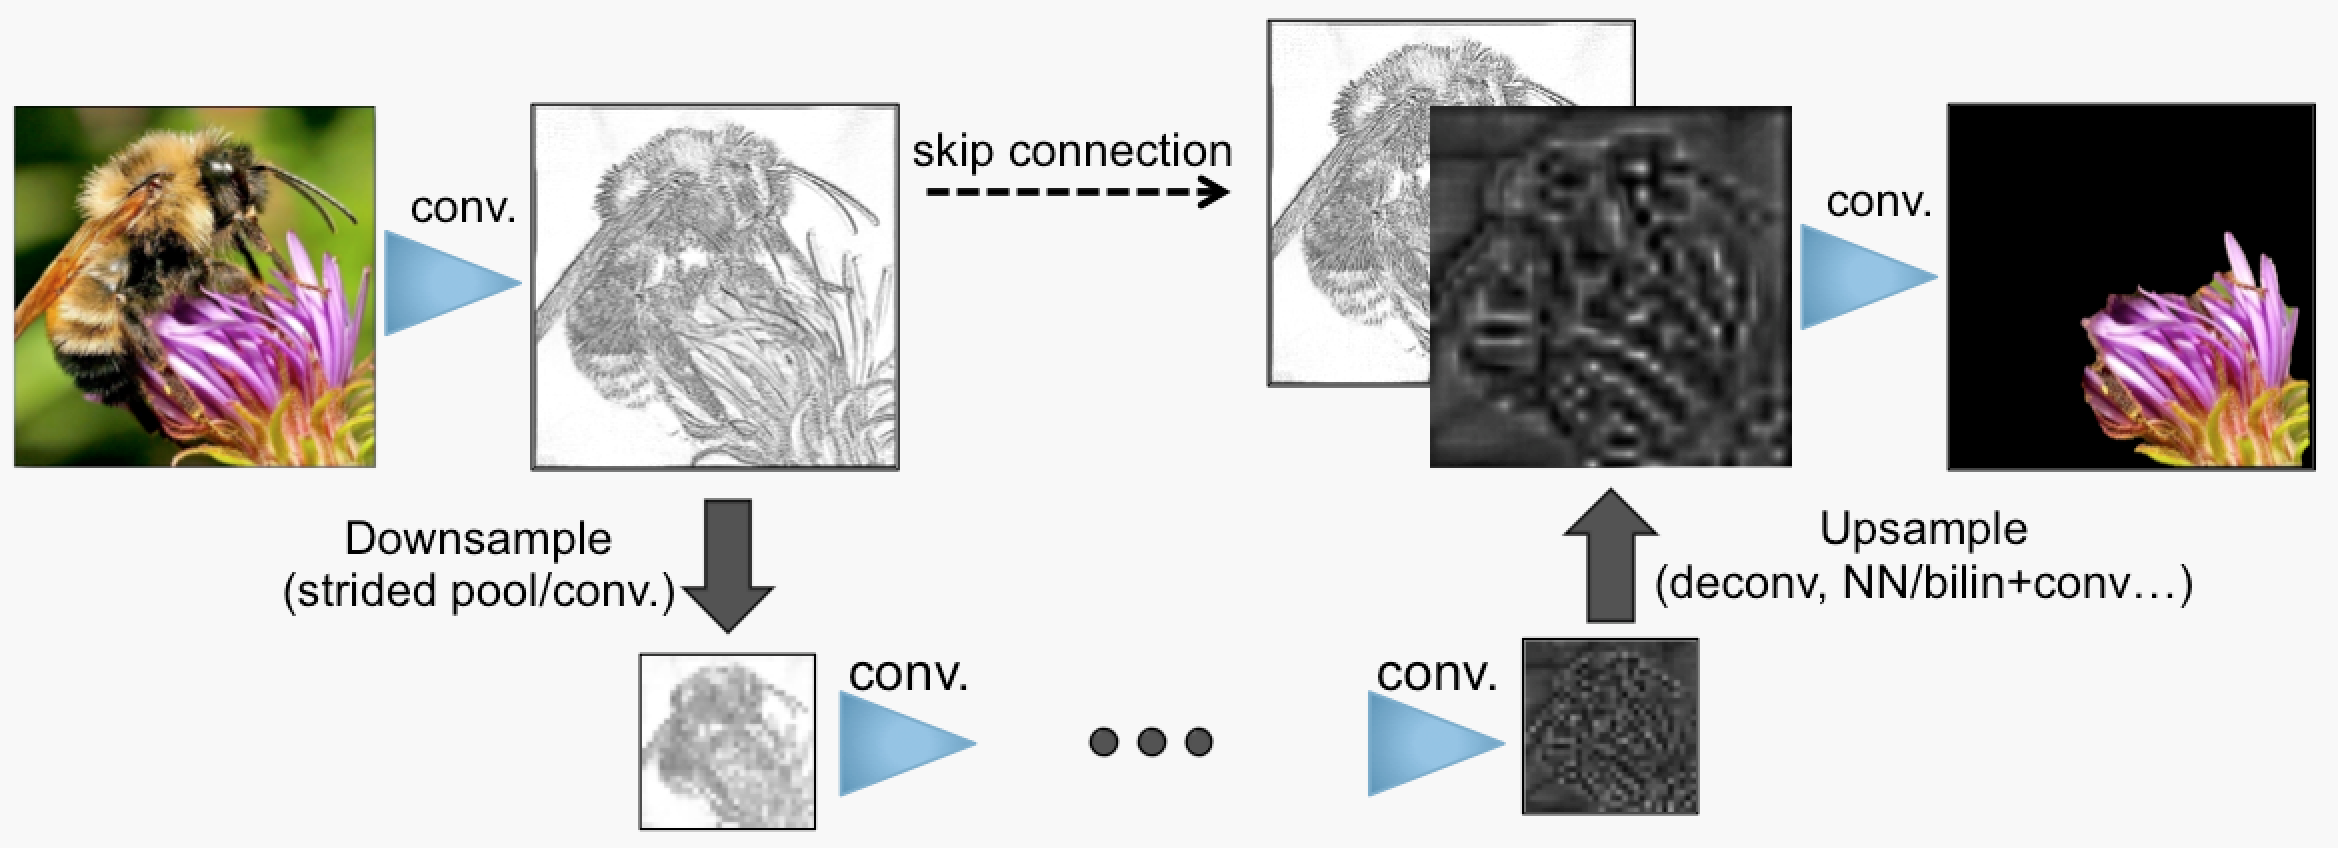 conv.
skip connection
conv.
Downsample
(strided pool/conv.)
Upsample
(deconv, NN/bilin+conv…)
conv.
conv.